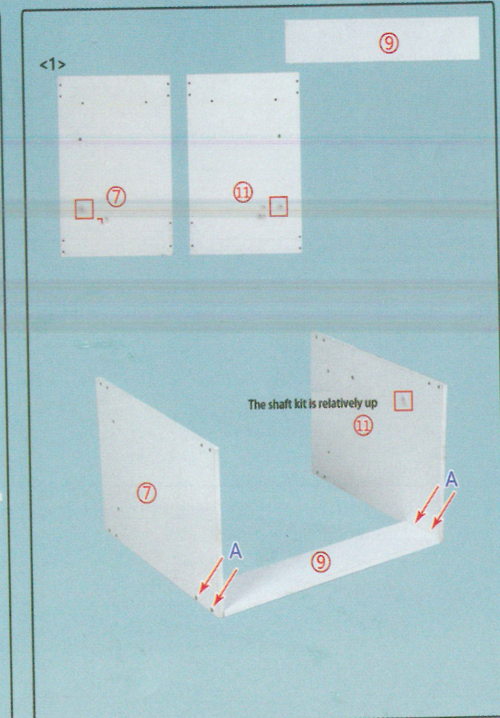 ⑨
<1>
⑦
⑪
The shaft kit is relatively up
⑪
⑦
A
A
⑨